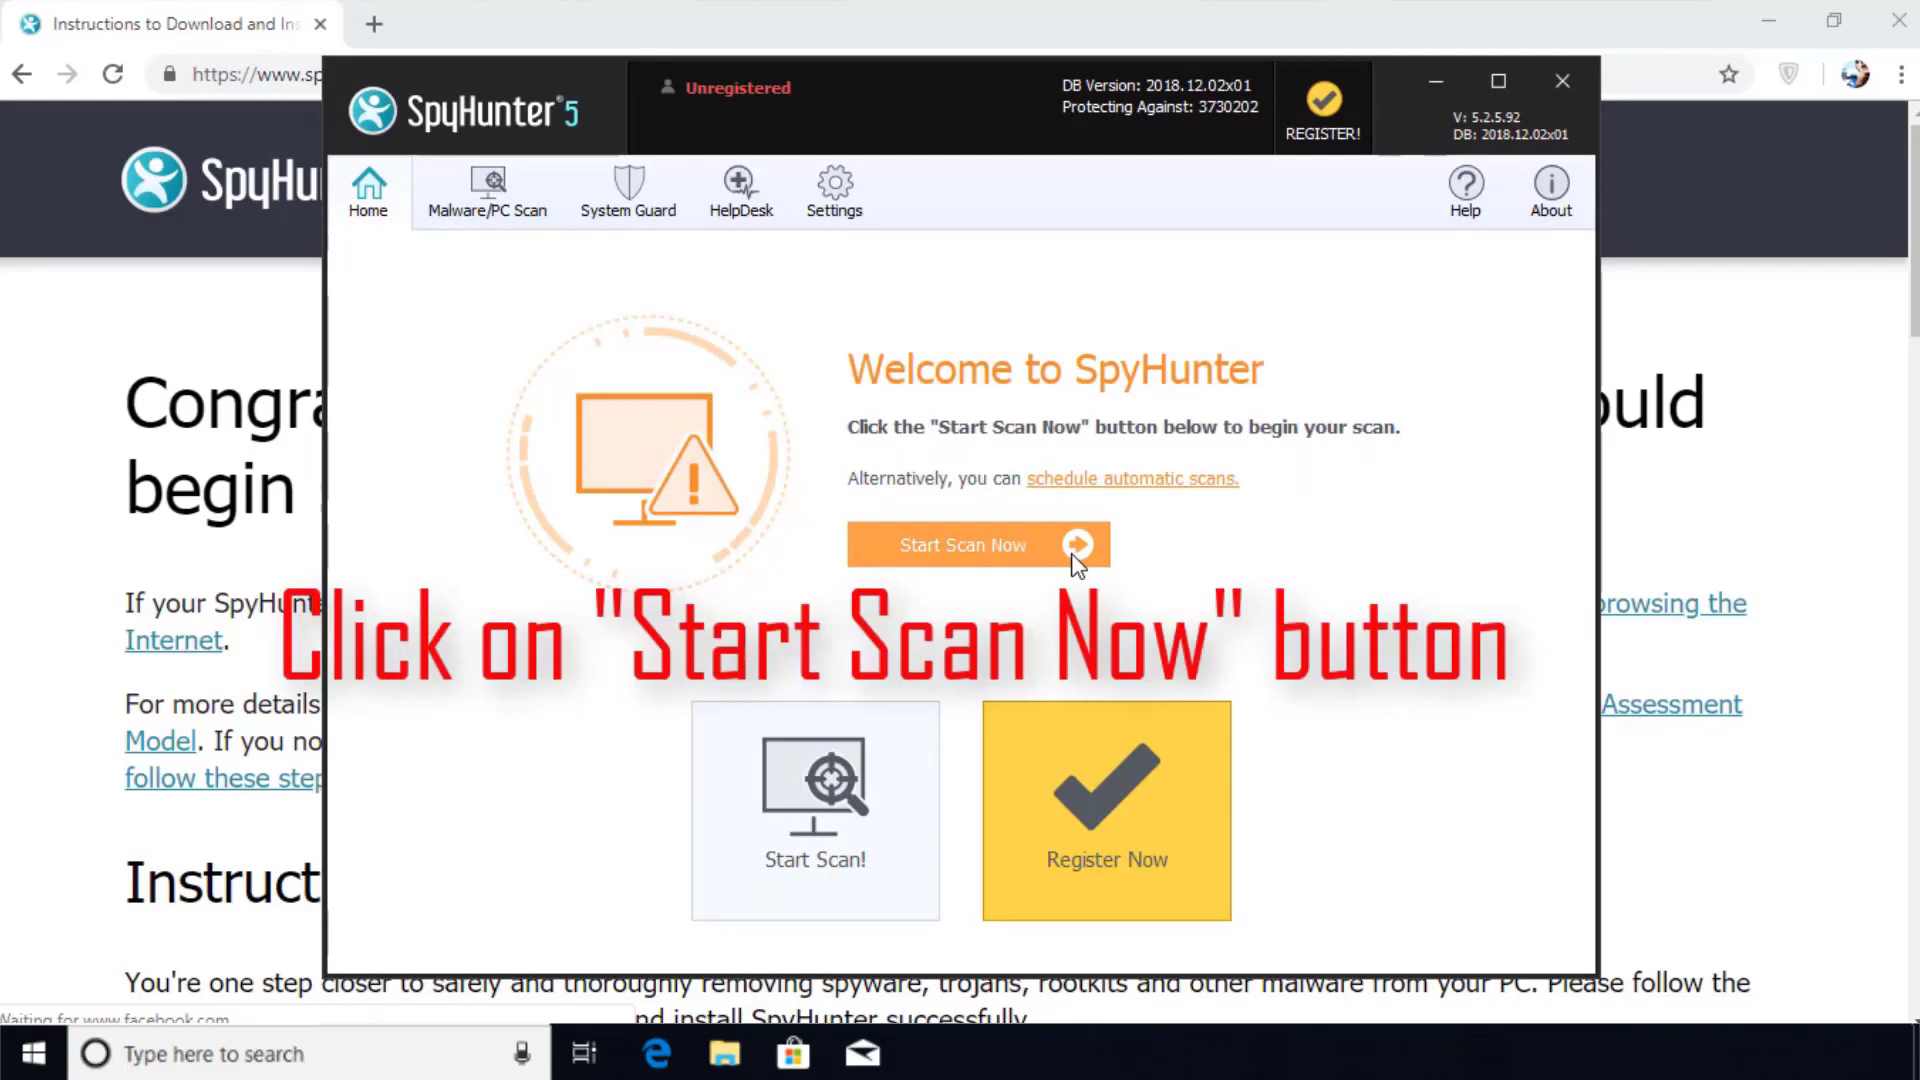 Instructions to Download and Ins
https://www.sp
SpyHunter® 5
Unregistered
DB Version: 2018.12.02x01
Protecting Against: 3730202
REGISTER!
V: 5.2.5.92
DB: 2018.12.02x01
Home
Malware/PC Scan
System Guard
HelpDesk
Settings
Help
About
SpyHu
Welcome to SpyHunter
Click the "Start Scan Now" button below to begin your scan.
Alternatively, you can schedule automatic scans.
Start Scan Now
Click on "Start Scan Now" button
Start Scan!
Register Now
Congra
ould
begin
If your SpyHunte
browsing the
Internet.
For more details
Assessment
Model. If you no
follow these step
Instruct
You're one step closer to safely and thoroughly removing spyware, trojans, rootkits and other malware from your PC. Please follow the
nd install SpyHunter successfully.
Waiting for www.facebook.com
Type here to search